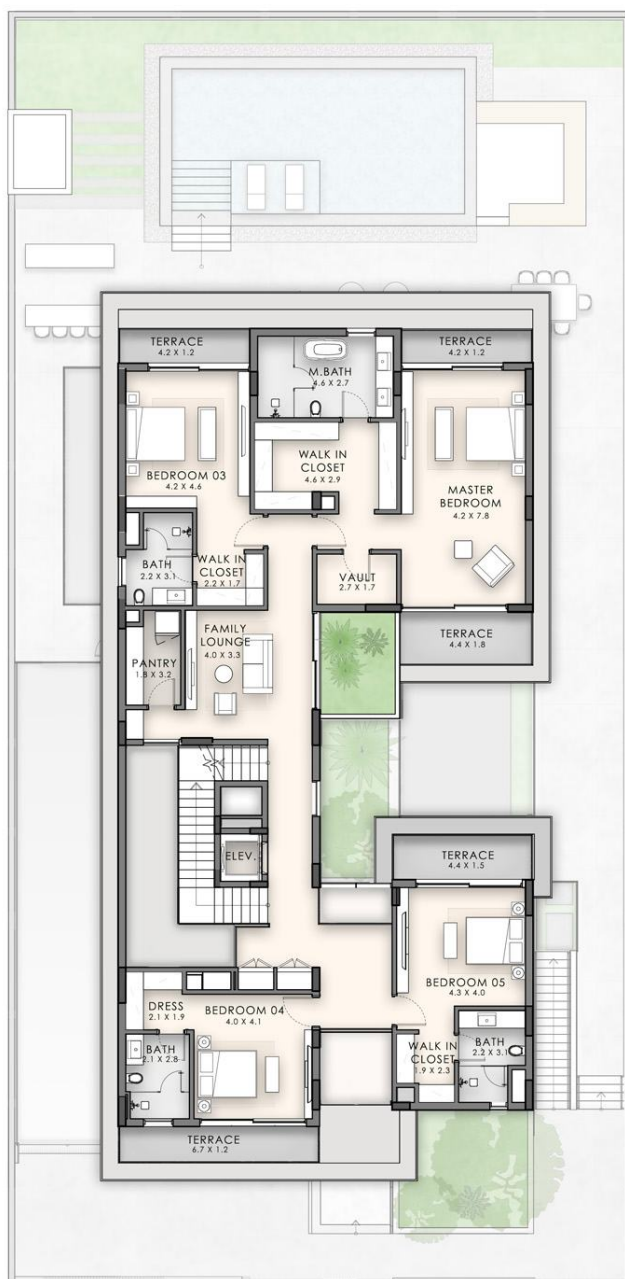 TERRACE
4.2 X 1.2
M.BATH
4.6 X 2.7
TERRACE
4.2 X 1.2
BEDROOM 03
4.2 X 4.6
WALK IN
CLOSET
4.6 X 2.9
MASTER
BEDROOM
4.2 X 7.8
BATH
2.2 X 3.1
WALK IN
CLOSET
2.2 X 1.7
VAULT
2.7 X 1.7
FAMILY
LOUNGE
4.0 X 3.3
PANTRY
1.8 X 3.2
TERRACE
4.4 X 1.8
ELEV.
TERRACE
4.4 X 1.5
BEDROOM 05
4.3 X 4.0
DRESS
2.1 X 1.9
BEDROOM 04
4.0 X 4.1
BATH
2.1 X 2.8
WALK IN
CLOSET
1.9 X 2.3
BATH
2.2 X 3.1
TERRACE
6.7 X 1.2